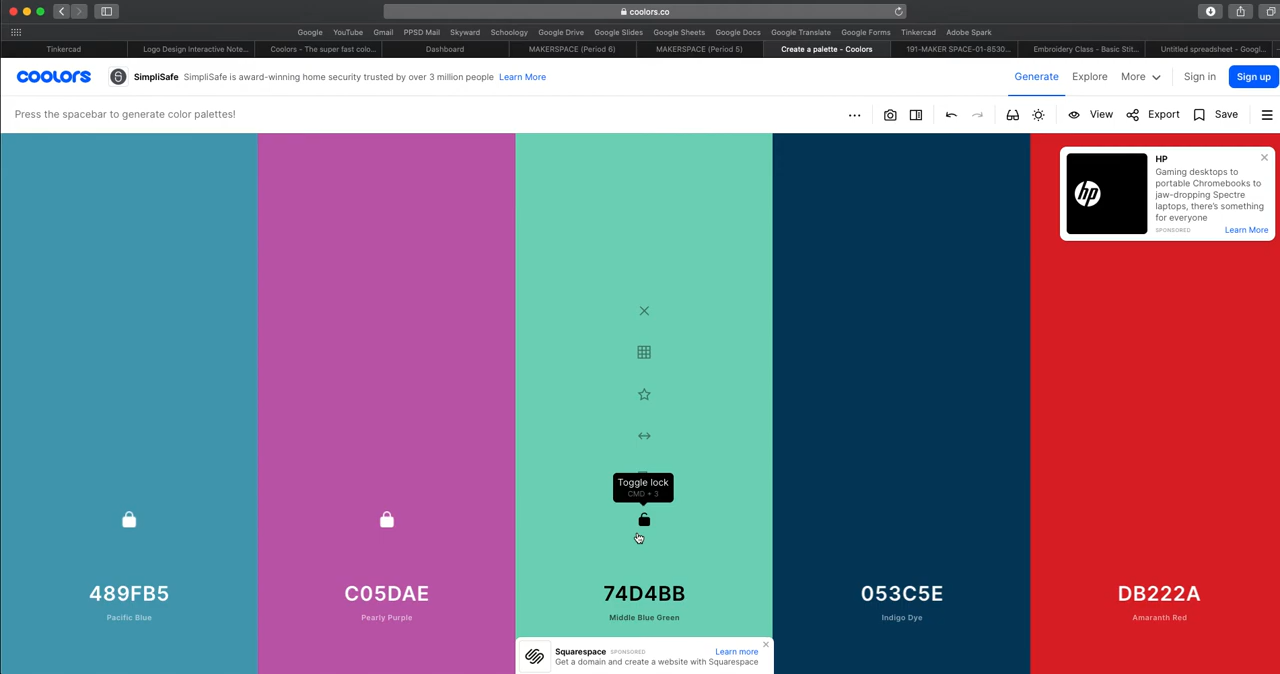 coolors.co
Google YouTube Gmail PPSD Mail Skyward Schoology Google Drive Google Slides Google Sheets Google Docs Google Translate Google Forms Tinkercad Adobe Spark
Tinkercad Logo Design Interactive Note... Coolors - The super fast colo... Dashboard MAKERSPACE (Period 6) MAKERSPACE (Period 5) Create a palette - Coolors 191-MAKER SPACE-01-8530... Embroidery Class - Basic Stit... Untitled spreadsheet - Googl...
coolors SimpliSafe SimpliSafe is award-winning home security trusted by over 3 million people Learn More Generate Explore More Sign in Sign up
Press the spacebar to generate color palettes! ... View Export Save
HP
hp
Gaming desktops to
portable Chromebooks to
jaw-dropping Spectre
laptops, there's something
for everyone
SPONSORED Learn More
Toggle lock
CMD + 3
489FB5 C05DAE 74D4BB 053C5E DB222A
Pacific Blue Pearly Purple Middle Blue Green Indigo Dye Amaranth Red
Squarespace SPONSORED Learn more
Get a domain and create a website with Squarespace